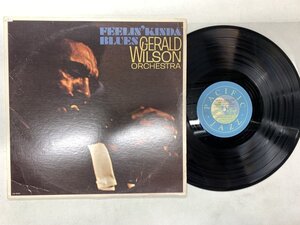 FEELIN' KINDA
BLUES GERALD
WILSON
ORCHESTRA
PACIFIC
JAZZ